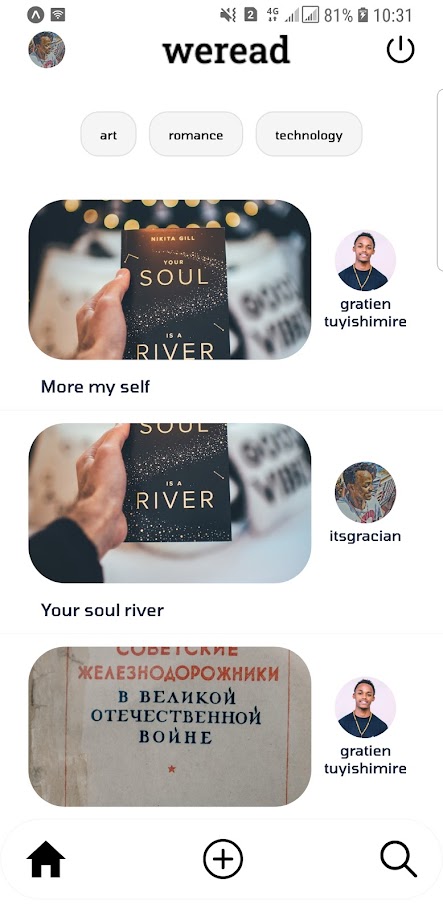 2 4G 81% 10:31
weread
art romance technology
NIKITA GILL
YOUR
SOUL
IS A
RIVER
gratien
tuyishimire
More my self
SOUL
IS A
RIVER
itsgracian
Your soul river
СОВЕТСКИЕ
ЖЕЛЕЗНОДОРОЖНИКИ
В ВЕЛИКОЙ
ОТЕЧЕСТВЕННОЙ
ВОЙНЕ
gratien
tuyishimire